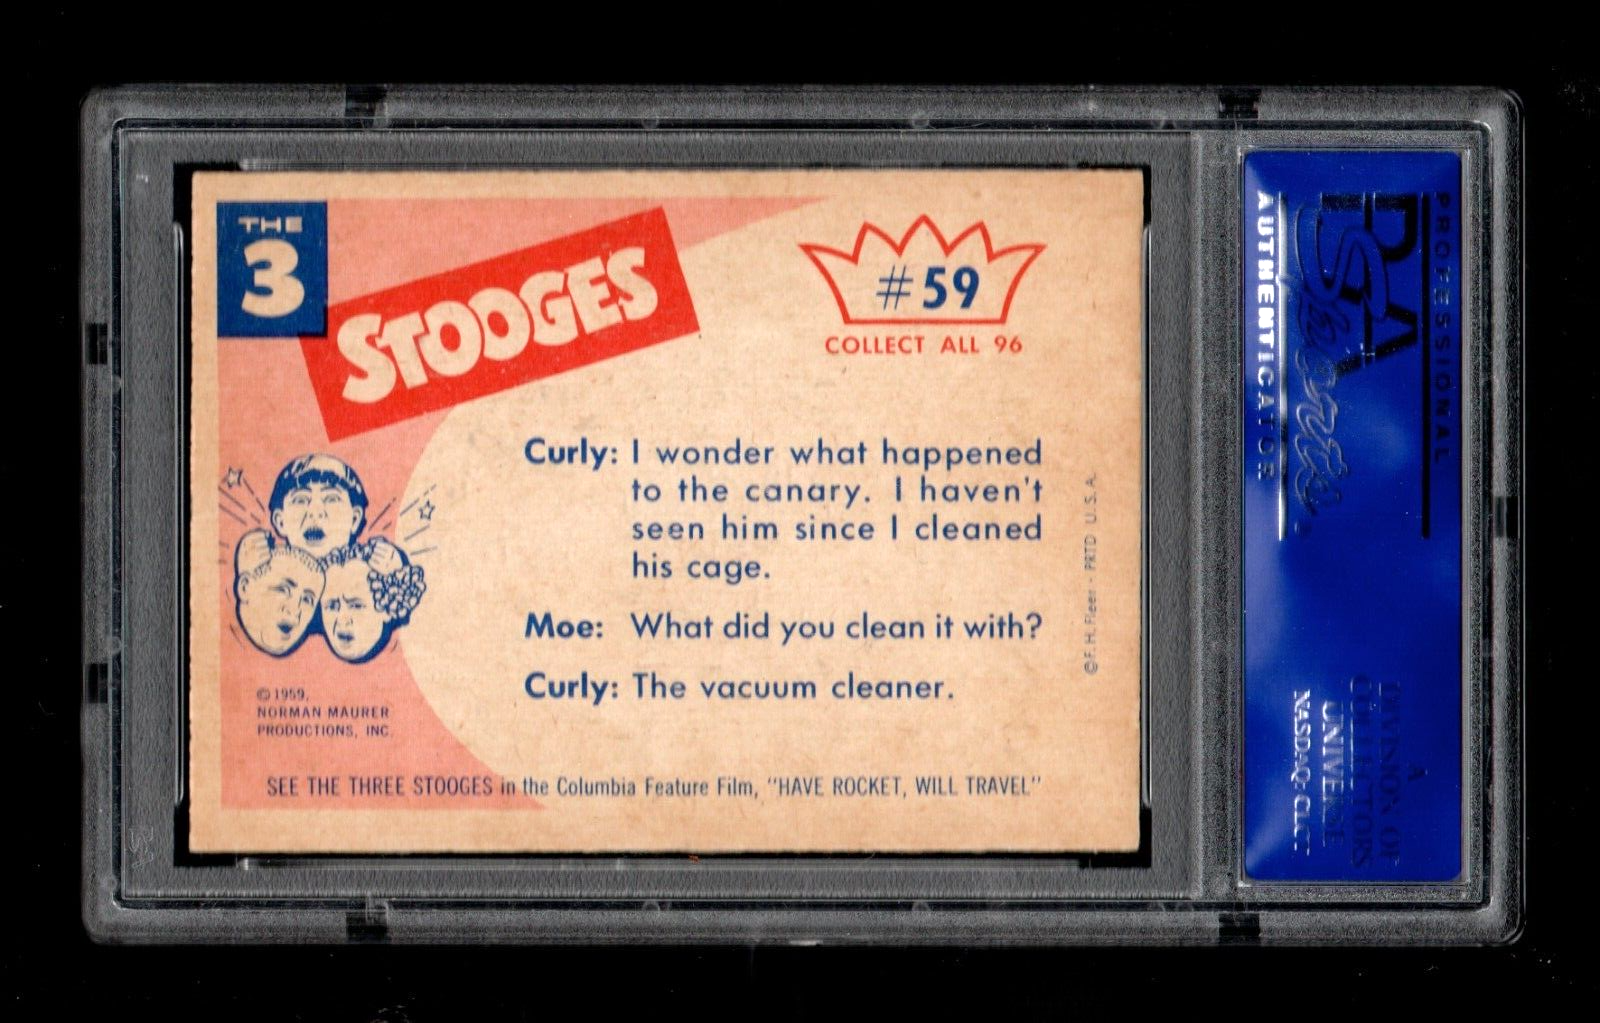 THE
3
STOOGES
#59
COLLECT ALL 96
Curly: I wonder what happened
to the canary. I haven't
seen him since I cleaned
his cage.
Moe: What did you clean it with?
Curly: The vacuum cleaner.
© 1959,
NORMAN MAURER
PRODUCTIONS, INC.
SEE THE THREE STOOGES in the Columbia Feature Film, "HAVE ROCKET, WILL TRAVEL"
© F. H. Fleer - PRTD U.S.A.
PROFESSIONAL
PSA
AUTHENTICATOR
A
DIVISION OF
COLLECTORS
UNIVERSE
NASDAQ: CLCT